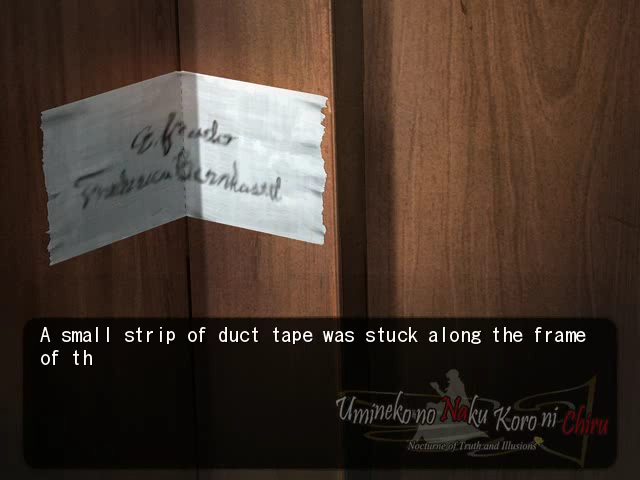 Frederica Bernkastel
A small strip of duct tape was stuck along the frame
of th
Umineko no Naku Koro ni Chiru
Nocturne of Truth and Illusions